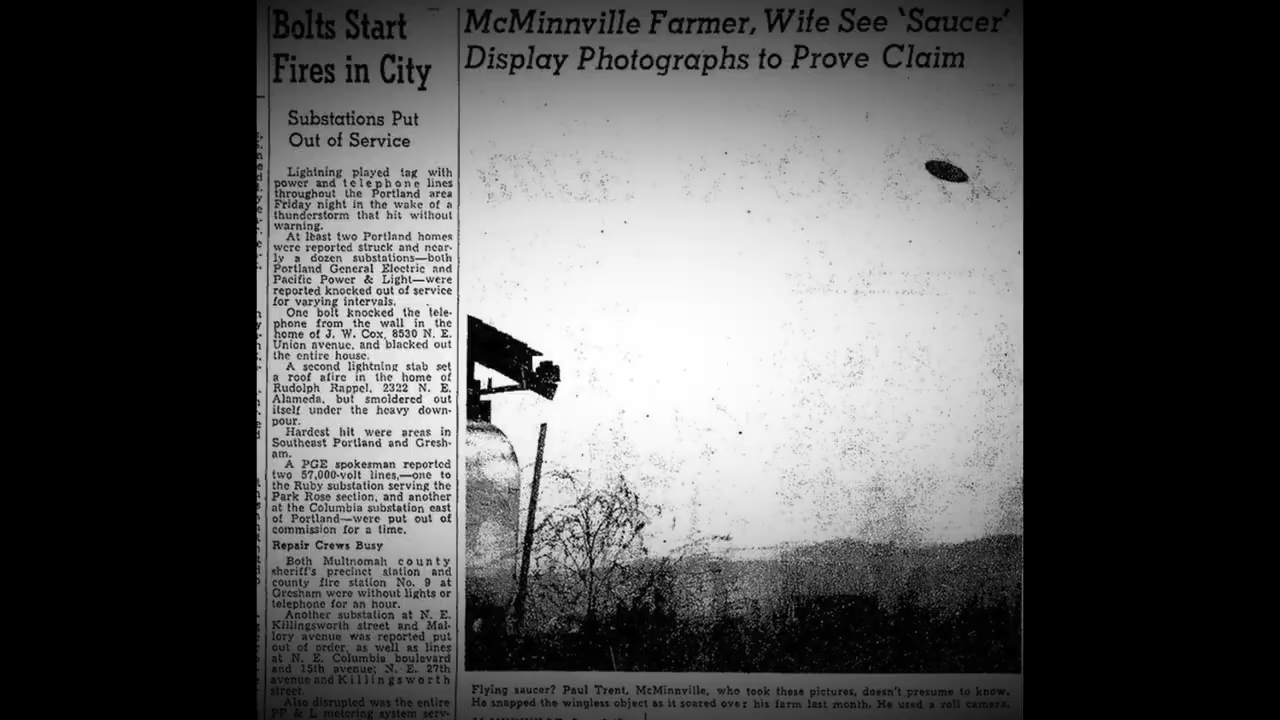 Bolts Start
Fires in City
Substations Put
Out of Service
Lightning played tag with
power and telephone lines
throughout the Portland area
Friday night in the wake of a
thunderstorm that hit without
warning.
At least two Portland homes
were reported struck and near-
ly a dozen substations—both
Portland General Electric and
Pacific Power & Light—were
reported knocked out of service
for varying intervals.
One bolt knocked the tele-
phone from the wall in the
home of J. W. Cox, 8530 N. E.
Union avenue, and blacked out
the entire house.
A second lightning stab set
a roof afire in the home of
Rudolph Rappel, 2322 N. E.
Alameda, but smoldered out
itself under the heavy down-
pour.
Hardest hit were areas in
Southeast Portland and Gresh-
am.
A PGE spokesman reported
two 57,000-volt lines,—one to
the Ruby substation serving the
Park Rose section, and another
at the Columbia substation east
of Portland—were put out of
commission for a time.
Repair Crews Busy
Both Multnomah county
sheriff's precinct station and
county fire station No. 9 at
Gresham were without lights or
telephone for an hour.
Another substation at N. E.
Killingsworth street and Mal-
lory avenue was reported put
out of order, as well as lines
at N. E. Columbia boulevard
and 15th avenue; N. E. 27th
avenue and Killingsworth
street.
Also disrupted was the entire
PP & L metering system serv-
McMinnville Farmer, Wife See 'Saucer'
Display Photographs to Prove Claim
Flying saucer? Paul Trent, McMinnville, who took these pictures, doesn't presume to know.
He snapped the wingless object as it soared over his farm last month. He used a roll camera.